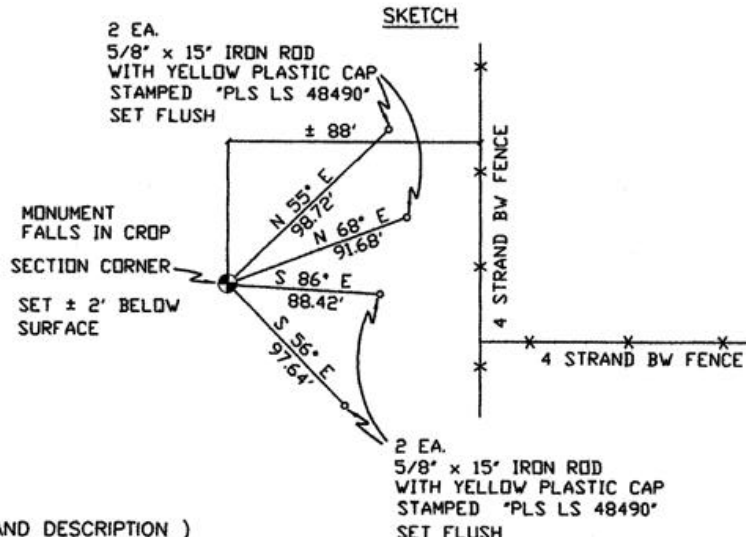 SKETCH
2 EA.
5/8" x 15" IRON ROD
WITH YELLOW PLASTIC CAP
STAMPED "PLS LS 48490"
SET FLUSH
± 88'
N 55° E
98.72'
N 68° E
91.68'
S 86° E
88.42'
S 56° E
97.64'
MONUMENT
FALLS IN CROP
SECTION CORNER
SET ± 2' BELOW
SURFACE
4 STRAND BW FENCE
4 STRAND BW FENCE
2 EA.
5/8" x 15" IRON ROD
WITH YELLOW PLASTIC CAP
STAMPED "PLS LS 48490"
SET FLUSH
AND DESCRIPTION )